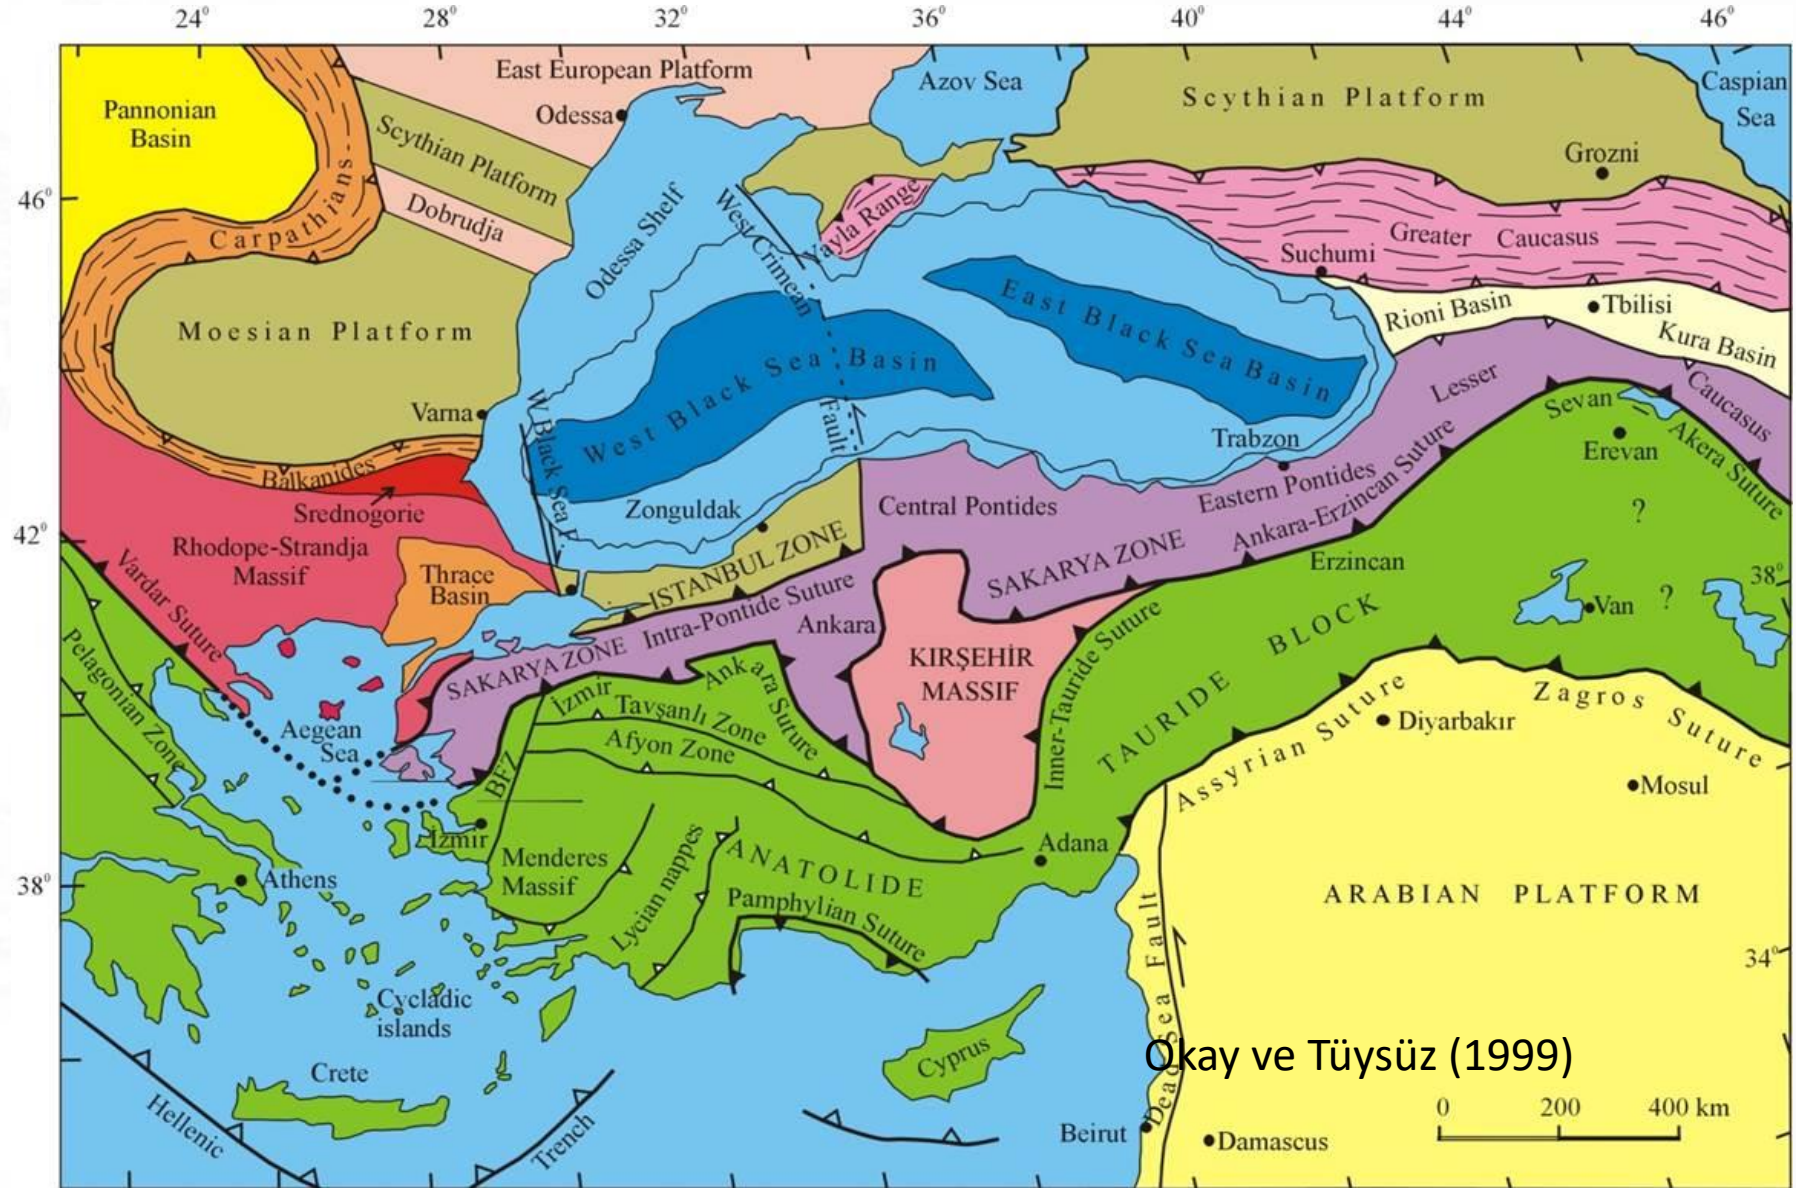 24° 28° 32° 36° 40° 44° 46°
East European Platform
Azov Sea
Scythian Platform
Caspian
Sea
Pannonian
Basin
Odessa
Scythian Platform
Grozni
46°
Dobrudja
Carpathians
Odessa Shelf
West Crimean
Fault
Yayla Range
Greater Caucasus
Suchumi
Rioni Basin
Tbilisi
Kura Basin
Moesian Platform
East Black Sea Basin
West Black Sea Basin
Lesser
Caucasus
Varna
W. Black Sea F.
Trabzon
Sevan
Akera Suture
Erevan
Balkanides
Srednogorie
Zonguldak
Central Pontides
Eastern Pontides
Ankara-Erzincan Suture
?
42°
Rhodope-Strandja
Massif
Thrace
Basin
ISTANBUL ZONE
SAKARYA ZONE
Erzincan
38°
Vardar Suture
Intra-Pontide Suture
Ankara
Van
?
Pelagonian Zone
SAKARYA ZONE
KIRŞEHİR
MASSIF
Inner-Tauride Suture
TAURIDE BLOCK
İzmir
Ankara Suture
Tavşanlı Zone
Afyon Zone
Aegean
Sea
BFZ
Assyrian Suture
Zagros Suture
Diyarbakır
Mosul
İzmir
Menderes
Massif
Lycian nappes
ANATOLIDE
Pamphylian Suture
Adana
38°
Athens
ARABIAN PLATFORM
Dead Sea Fault
34°
Cycladic
islands
Cyprus
Okay ve Tüysüz (1999)
Crete
Hellenic
Trench
Beirut
Damascus
0 200 400 km